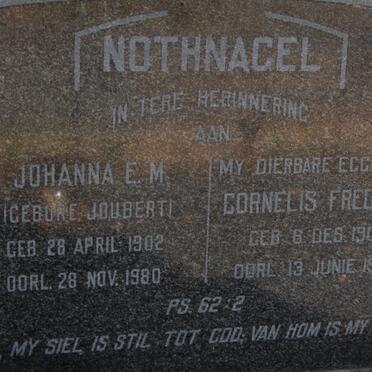 NOTHNAGEL
IN TERE HERINNERING
AAN
JOHANNA E. M.
(GEBORE JOUBERT)
GEB. 28 APRIL 1902
OORL. 28 NOV. 1980
MY DIERBARE
CORNELIS
GEB. 6 DES.
OORL. 13 JUNIE
PS. 62:2
MY SIEL IS STIL TOT GOD. VAN HOM IS MY